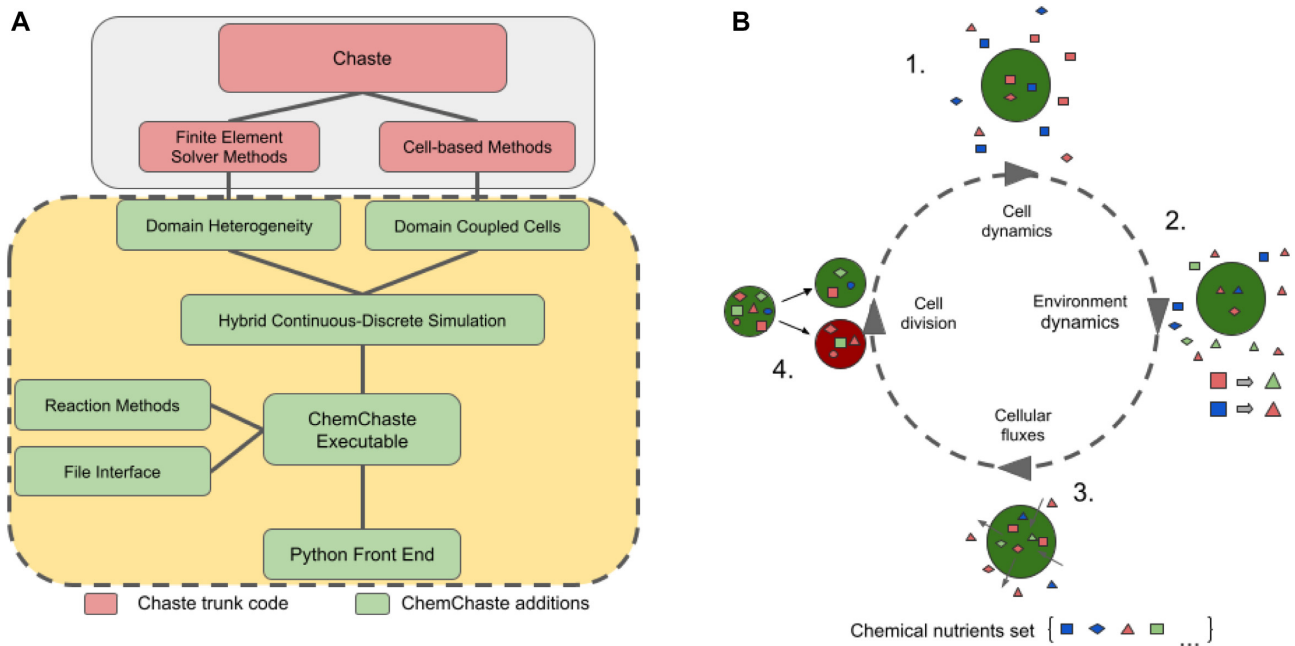 A
Chaste
Finite Element
Solver Methods
Cell-based Methods
Domain Heterogeneity
Domain Coupled Cells
Hybrid Continuous-Discrete Simulation
Reaction Methods
File Interface
ChemChaste
Executable
Python Front End
Chaste trunk code
ChemChaste additions
B
1.
Cell
dynamics
2.
Environment
dynamics
Cell
division
4.
Cellular
fluxes
3.
Chemical nutrients set { ... }